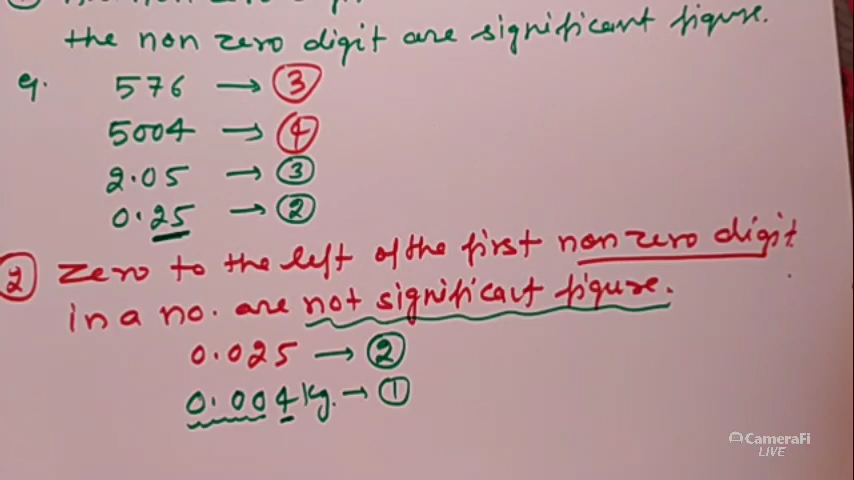 the non zero digit are significant figure.
eg. 576 → 3
5004 → 4
2.05 → 3
0.25 → 2
2 zero to the left of the first non zero digit
in a no. are not significant figure.
0.025 → 2
0.004 kg. → 1
CameraFi
LIVE